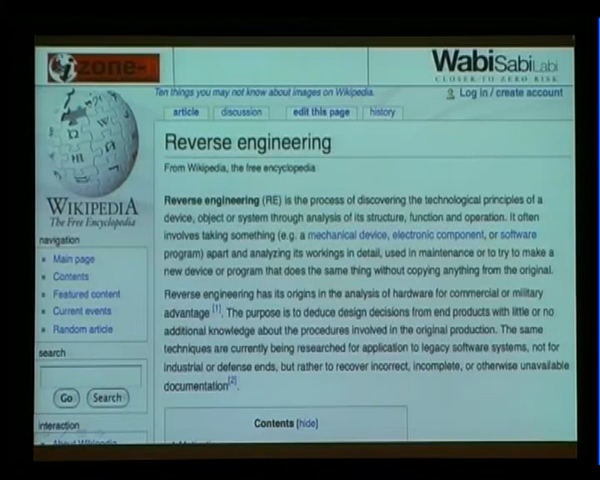 izone-
WabiSabiLabi
CLOSER TO ZERO RISK
Ten things you may not know about images on Wikipedia.
Log in / create account
article discussion edit this page history
Reverse engineering
From Wikipedia, the free encyclopedia
WIKIPEDIA
The Free Encyclopedia
navigation
Main page
Contents
Featured content
Current events
Random article
search
Go Search
interaction
About Wikipedia
Reverse engineering (RE) is the process of discovering the technological principles of a
device, object or system through analysis of its structure, function and operation. It often
involves taking something (e.g. a mechanical device, electronic component, or software
program) apart and analyzing its workings in detail, used in maintenance or to try to make a
new device or program that does the same thing without copying anything from the original.
Reverse engineering has its origins in the analysis of hardware for commercial or military
advantage [1]. The purpose is to deduce design decisions from end products with little or no
additional knowledge about the procedures involved in the original production. The same
techniques are currently being researched for application to legacy software systems, not for
industrial or defense ends, but rather to recover incorrect, incomplete, or otherwise unavailable
documentation[2].
Contents [hide]